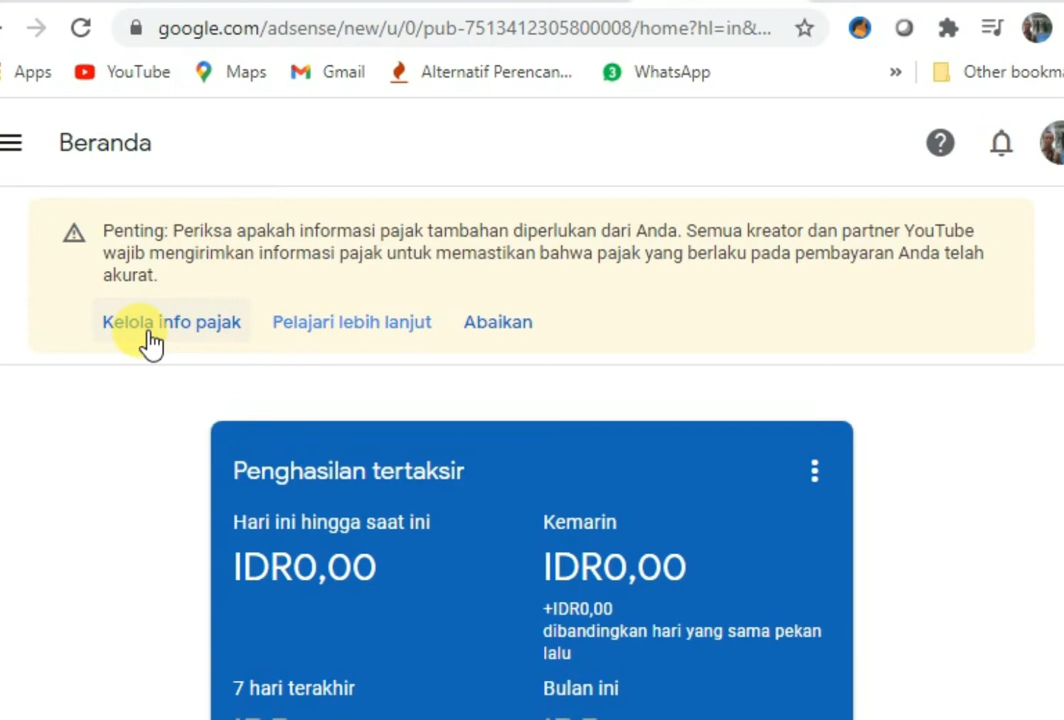 google.com/adsense/new/u/0/pub-7513412305800008/home?hl=in&...
Apps YouTube Maps Gmail Alternatif Perencan... 3 WhatsApp » Other bookma
Beranda
Penting: Periksa apakah informasi pajak tambahan diperlukan dari Anda. Semua kreator dan partner YouTube
wajib mengirimkan informasi pajak untuk memastikan bahwa pajak yang berlaku pada pembayaran Anda telah
akurat.
Kelola info pajak Pelajari lebih lanjut Abaikan
Penghasilan tertaksir
Hari ini hingga saat ini Kemarin
IDR0,00 IDR0,00
+IDR0,00
dibandingkan hari yang sama pekan
lalu
7 hari terakhir Bulan ini